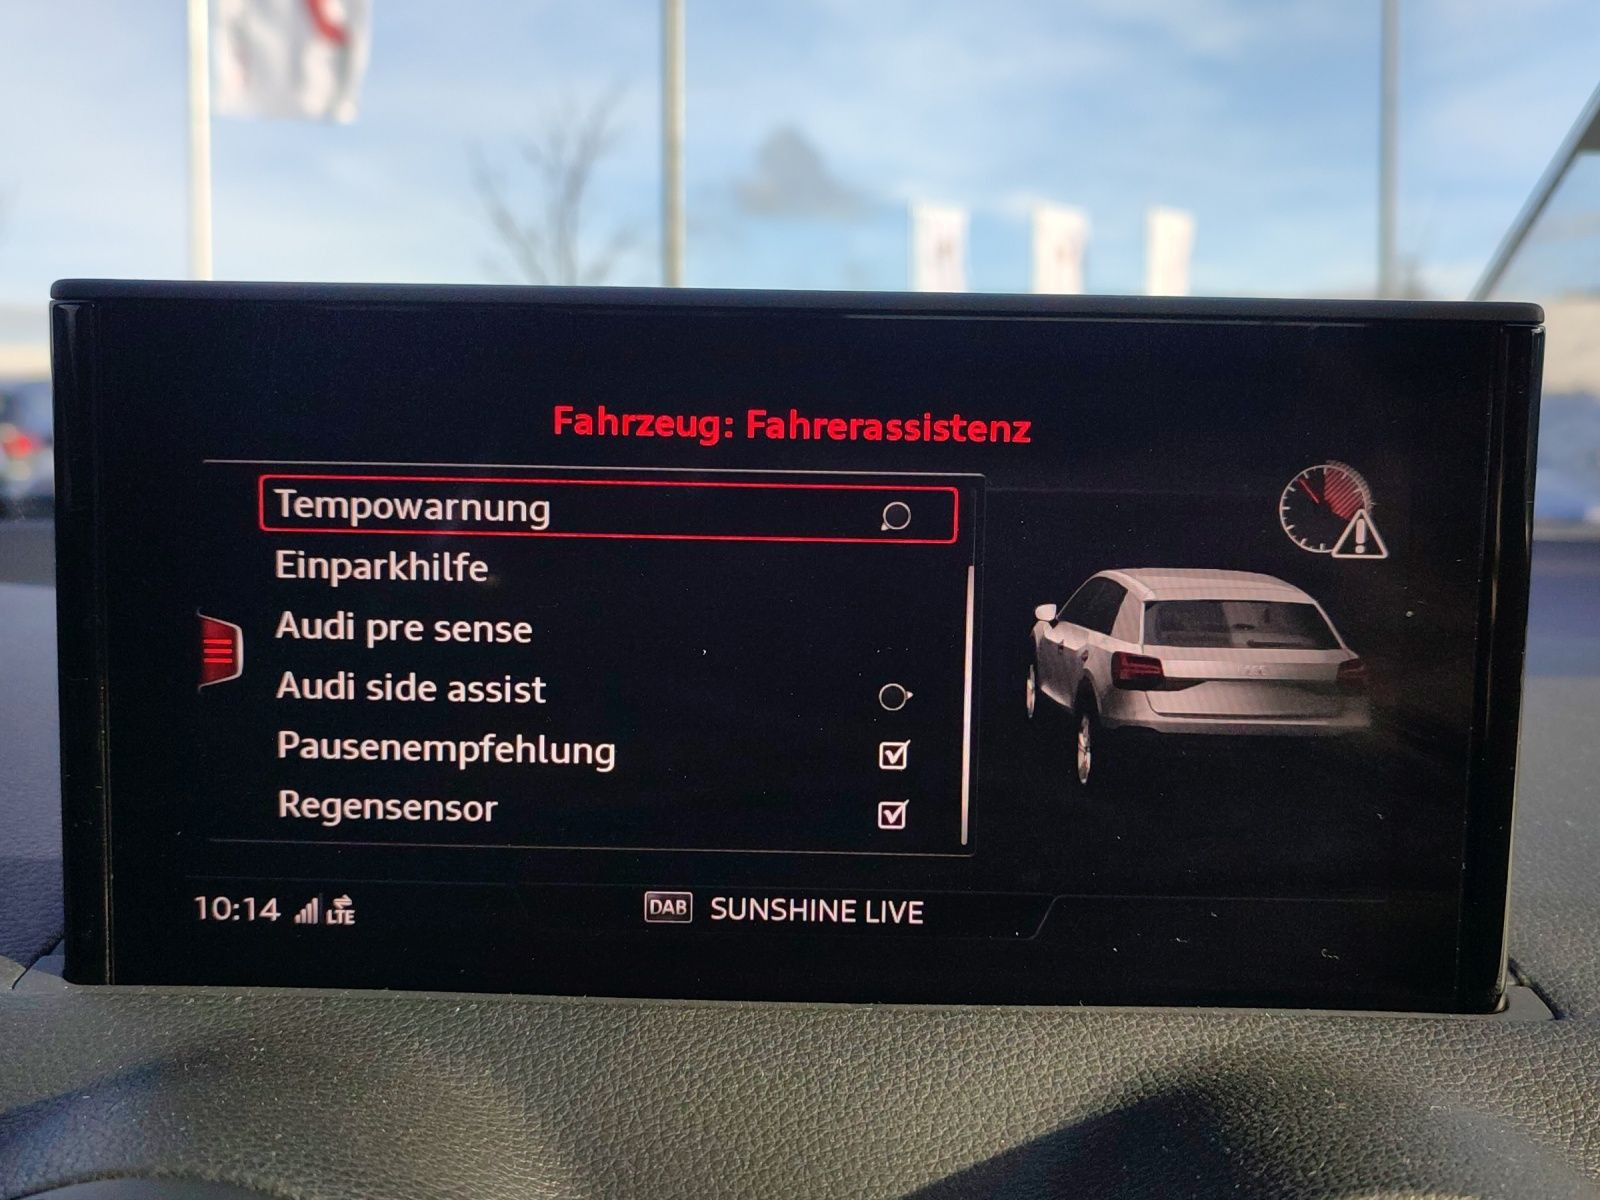 Fahrzeug: Fahrerassistenz
Tempowarnung
Einparkhilfe
Audi pre sense
Audi side assist
Pausenempfehlung
Regensensor
10:14 LTE
DAB SUNSHINE LIVE